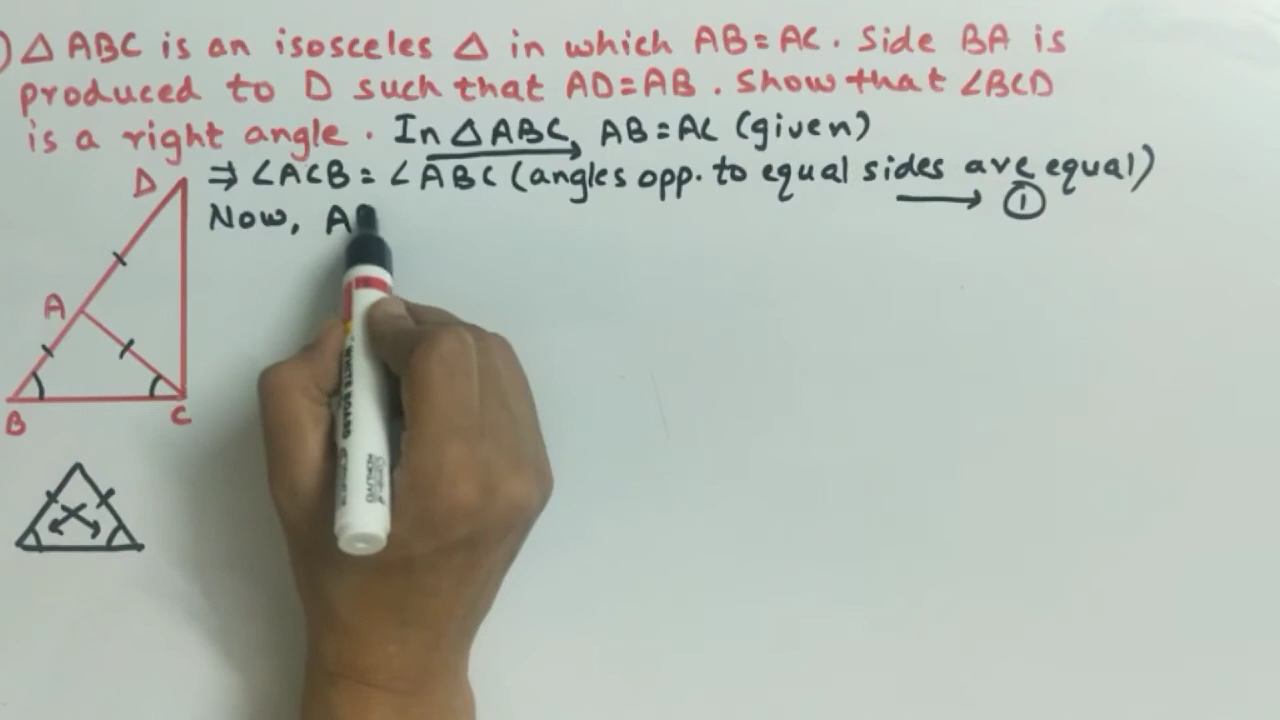 ) △ ABC is an isosceles △ in which AB = AC. Side BA is
produced to D such that AD = AB. Show that ∠BCD
is a right angle. In △ ABC, AB = AC (given)
⇒ ∠ACB = ∠ABC (angles opp. to equal sides are equal)
→ ①
Now, A
D
A
B
C